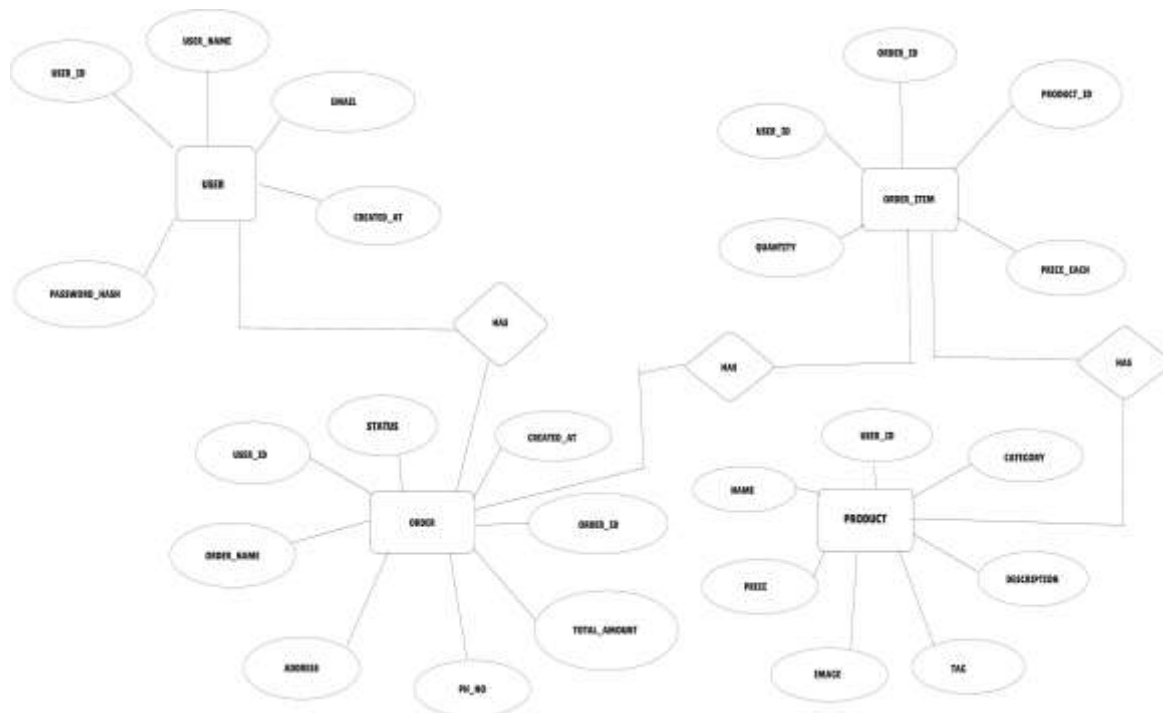 USER_NAME
USER_ID
EMAIL
USER
CREATED_AT
PASSWORD_HASH
ORDER_ID
PRODUCT_ID
USER_ID
ORDER_ITEM
QUANTITY
PRICE_EACH
HAS
HAS
HAS
STATUS
CREATED_AT
USER_ID
ORDER
ORDER_ID
ORDER_NAME
TOTAL_AMOUNT
ADDRESS
PH_NO
USER_ID
CATEGORY
NAME
PRODUCT
PRICE
DESCRIPTION
IMAGE
TAG